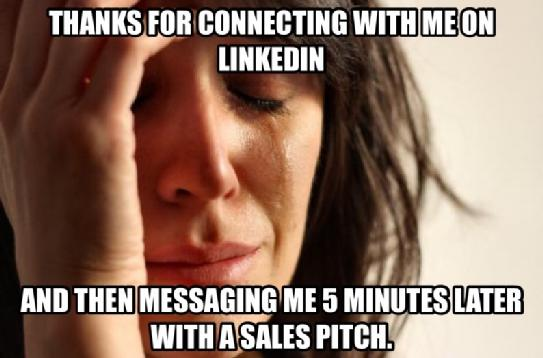 THANKS FOR CONNECTING WITH ME ON
LINKEDIN
AND THEN MESSAGING ME 5 MINUTES LATER
WITH A SALES PITCH.